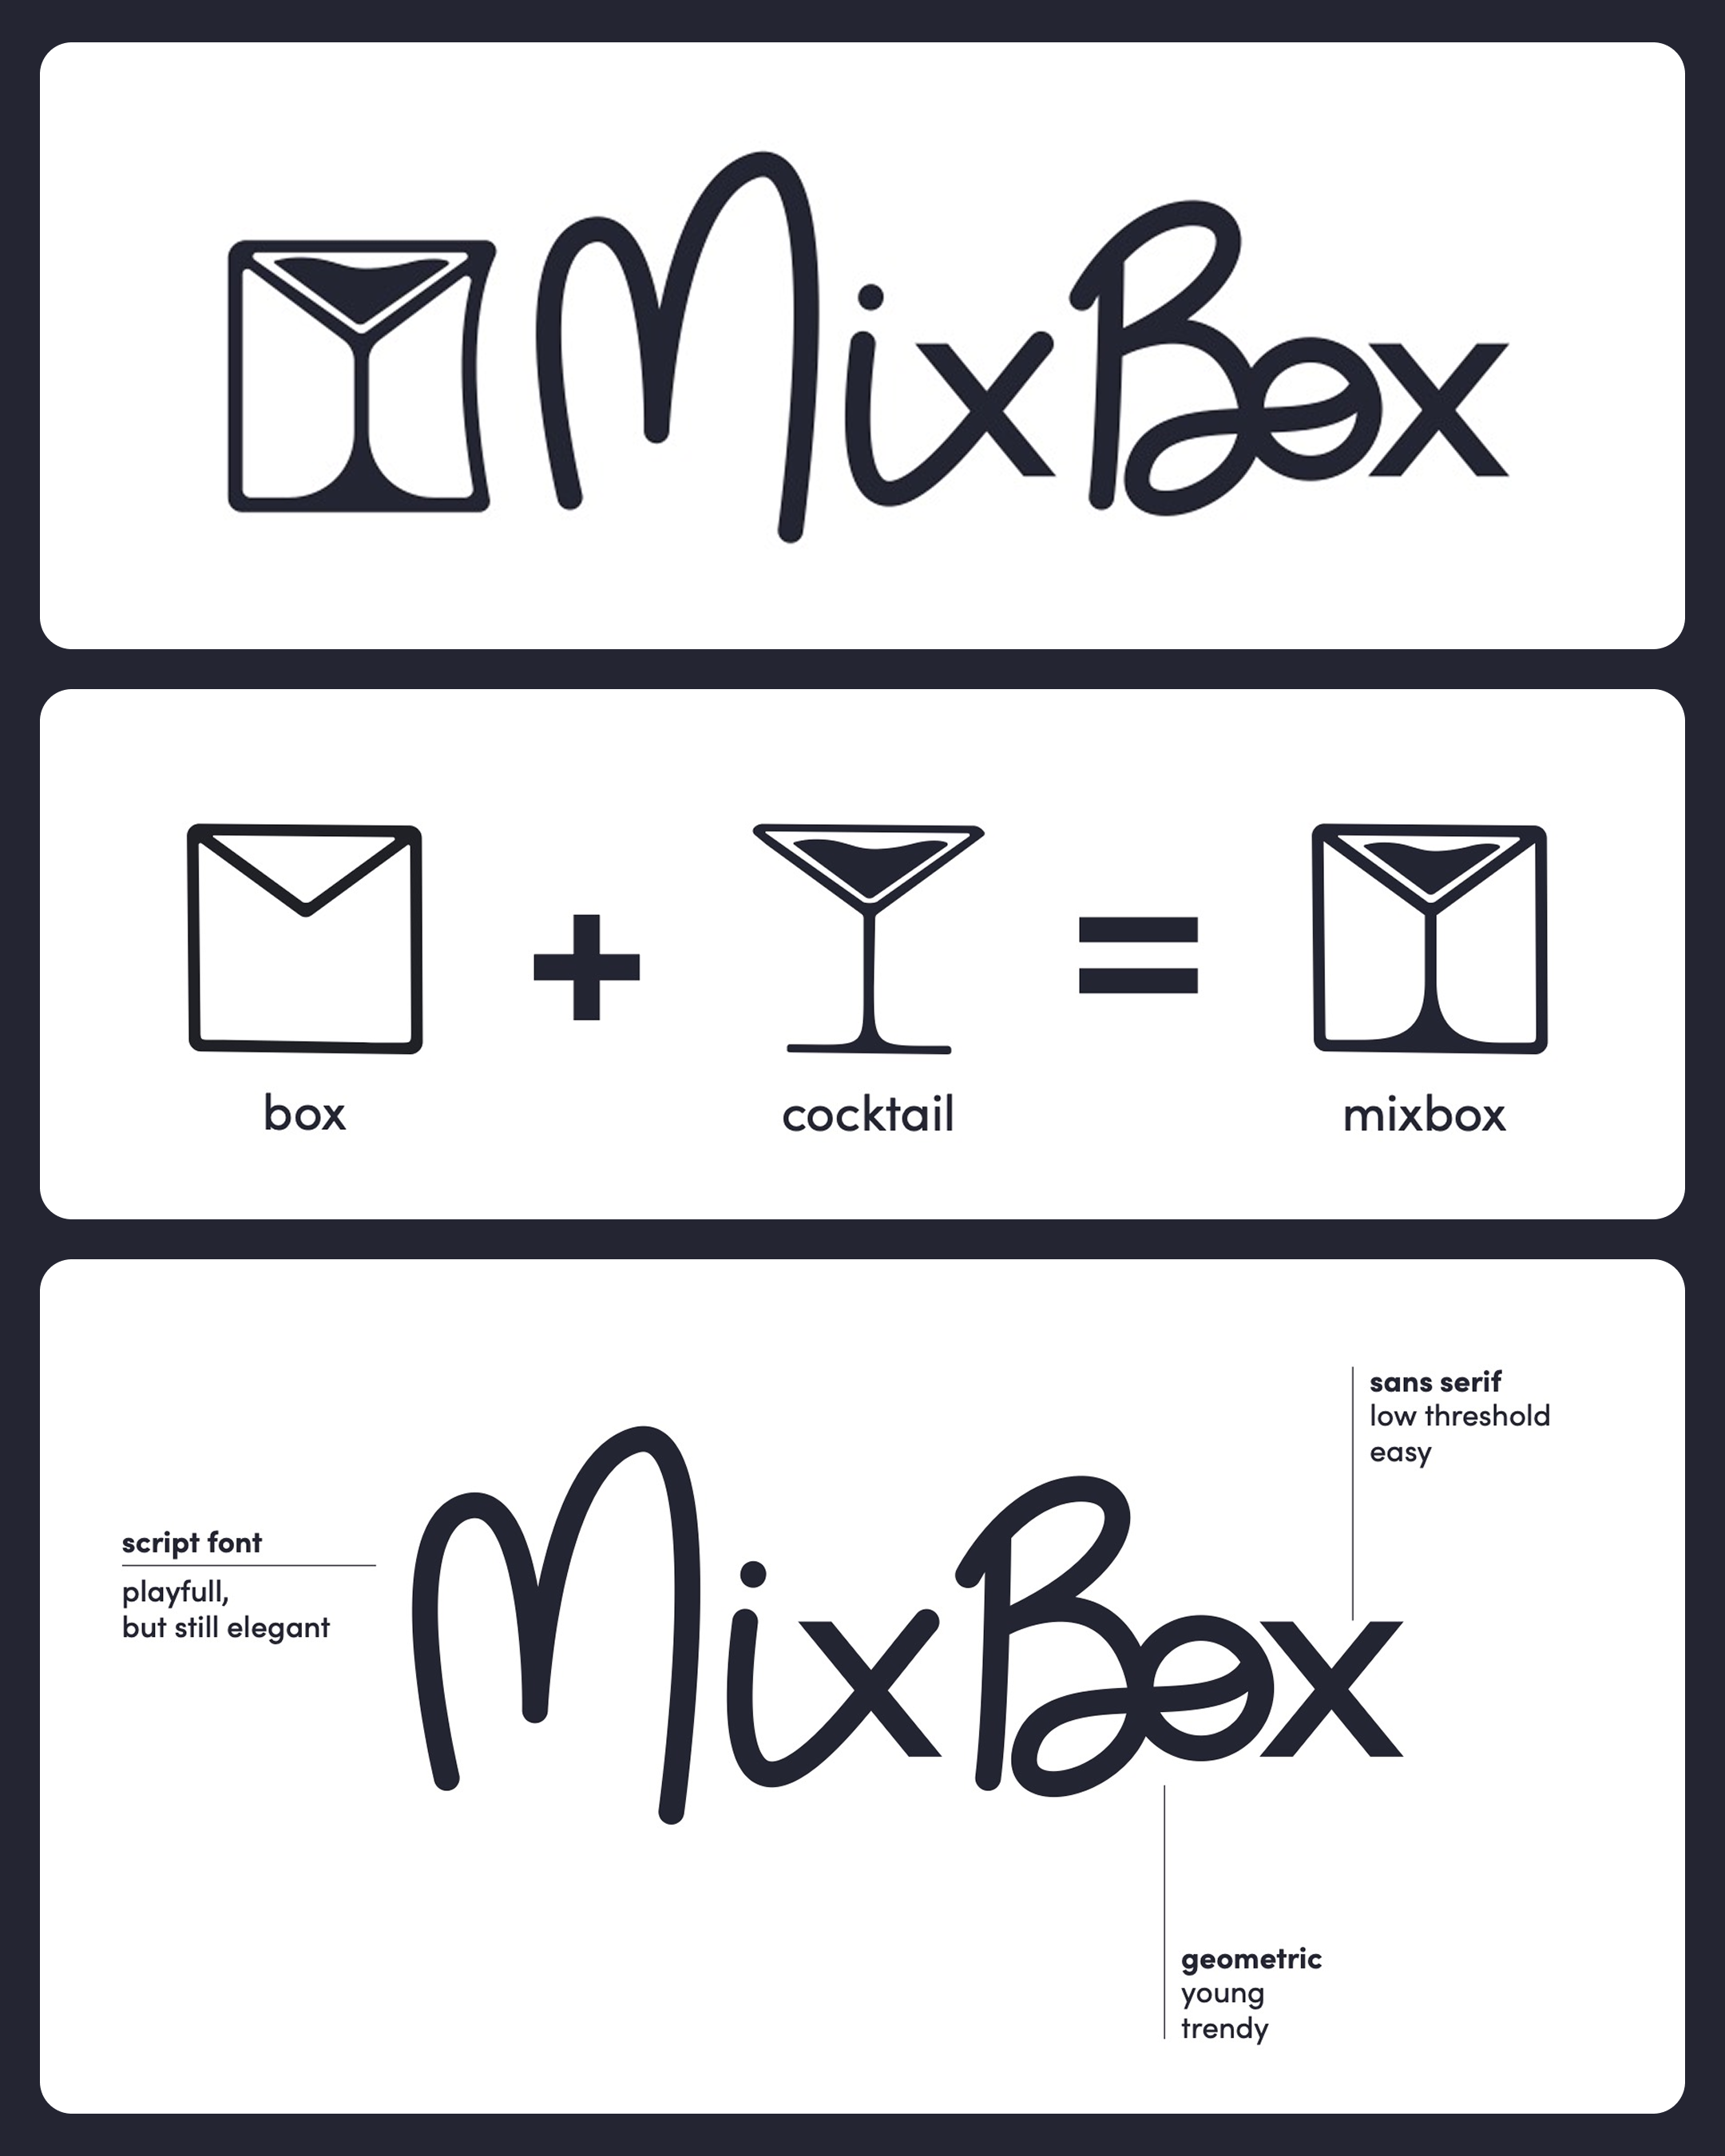 MixBox
+
=
box
cocktail
mixbox
sans serif
low threshold
easy
script font
playfull,
but still elegant
MixBox
geometric
young
trendy